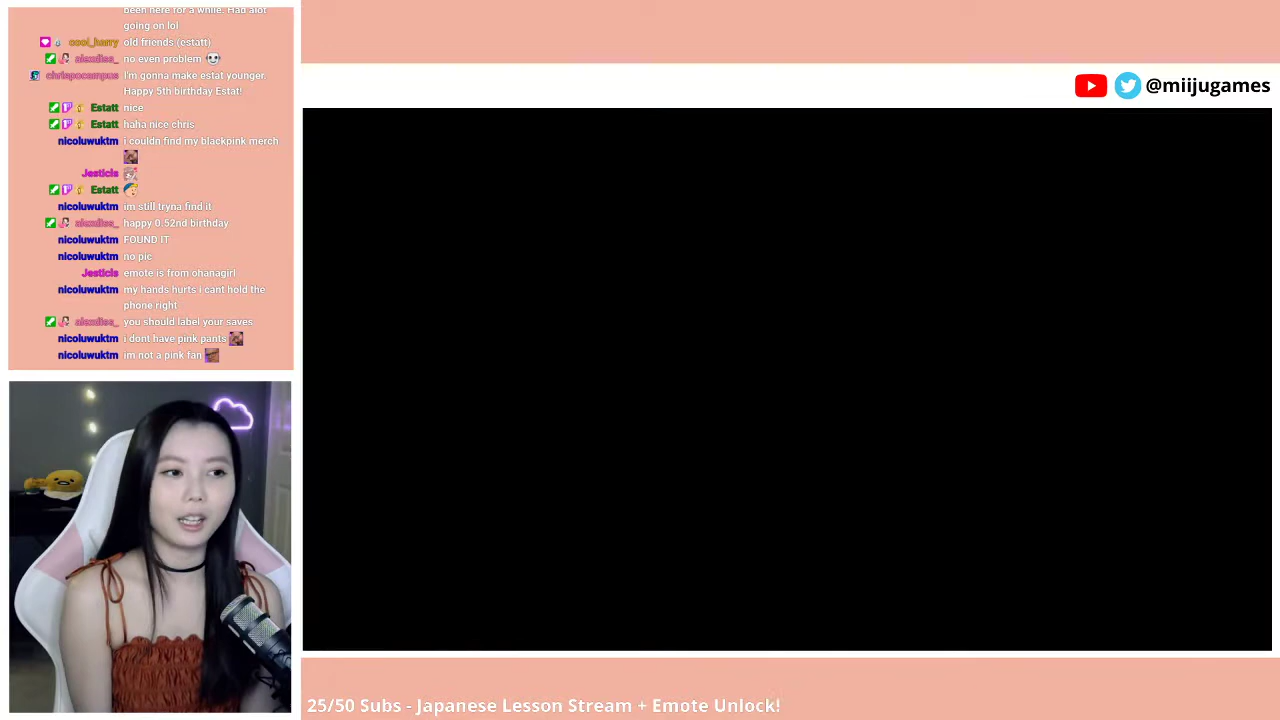 been here for a while. Had alot
going on lol
cool_harry old friends (estatt)
alexdiss_ no even problem
chrispocampus I'm gonna make estat younger.
Happy 5th birthday Estat!
Estatt nice
Estatt haha nice chris
nicoluwuktm i couldn find my blackpink merch
Jesticls
Estatt
nicoluwuktm im still tryna find it
alexdiss_ happy 0.52nd birthday
nicoluwuktm FOUND IT
nicoluwuktm no pic
Jesticls emote is from ohanagirl
nicoluwuktm my hands hurts i cant hold the
phone right
alexdiss_ you should label your saves
nicoluwuktm i dont have pink pants
nicoluwuktm im not a pink fan
@miijugames
25/50 Subs - Japanese Lesson Stream + Emote Unlock!